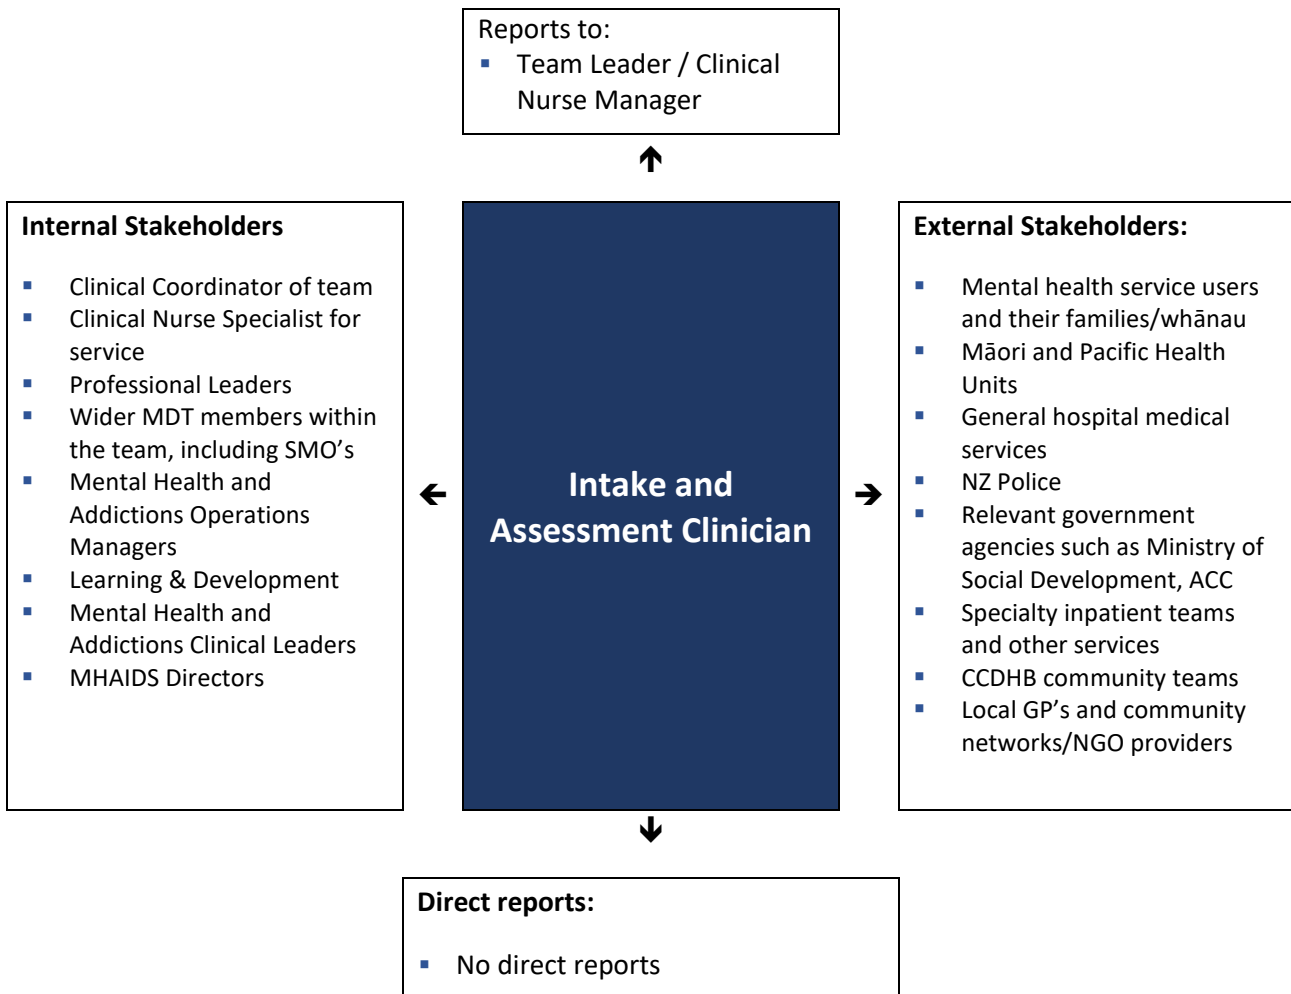 Reports to:
▪ Team Leader / Clinical
Nurse Manager
Internal Stakeholders
▪ Clinical Coordinator of team
▪ Clinical Nurse Specialist for
service
▪ Professional Leaders
▪ Wider MDT members within
the team, including SMO’s
▪ Mental Health and
Addictions Operations
Managers
▪ Learning & Development
▪ Mental Health and
Addictions Clinical Leaders
▪ MHAIDS Directors
Intake and
Assessment Clinician
External Stakeholders:
▪ Mental health service users
and their families/whānau
▪ Māori and Pacific Health
Units
▪ General hospital medical
services
▪ NZ Police
▪ Relevant government
agencies such as Ministry of
Social Development, ACC
▪ Specialty inpatient teams
and other services
▪ CCDHB community teams
▪ Local GP’s and community
networks/NGO providers
Direct reports:
▪ No direct reports